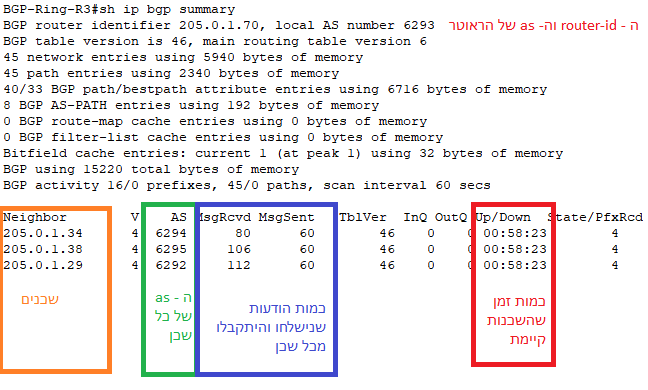 BGP-Ring-R3#sh ip bgp summary
BGP router identifier 205.0.1.70, local AS number 6293
ה - router-id וה- as של הראוטר
BGP table version is 46, main routing table version 6
45 network entries using 5940 bytes of memory
45 path entries using 2340 bytes of memory
40/33 BGP path/bestpath attribute entries using 6716 bytes of memory
8 BGP AS-PATH entries using 192 bytes of memory
0 BGP route-map cache entries using 0 bytes of memory
0 BGP filter-list cache entries using 0 bytes of memory
Bitfield cache entries: current 1 (at peak 1) using 32 bytes of memory
BGP using 15220 total bytes of memory
BGP activity 16/0 prefixes, 45/0 paths, scan interval 60 secs
Neighbor V AS MsgRcvd MsgSent TblVer InQ OutQ Up/Down State/PfxRcd
205.0.1.34 4 6294 80 60 46 0 0 00:58:23 4
205.0.1.38 4 6295 106 60 46 0 0 00:58:23 4
205.0.1.29 4 6292 112 60 46 0 0 00:58:23 4
שכנים
ה - as
של כל
שכן
כמות הודעות
שנישלחו והיתקבלו
מכל שכן
כמות זמן
שהשכנות
קיימת